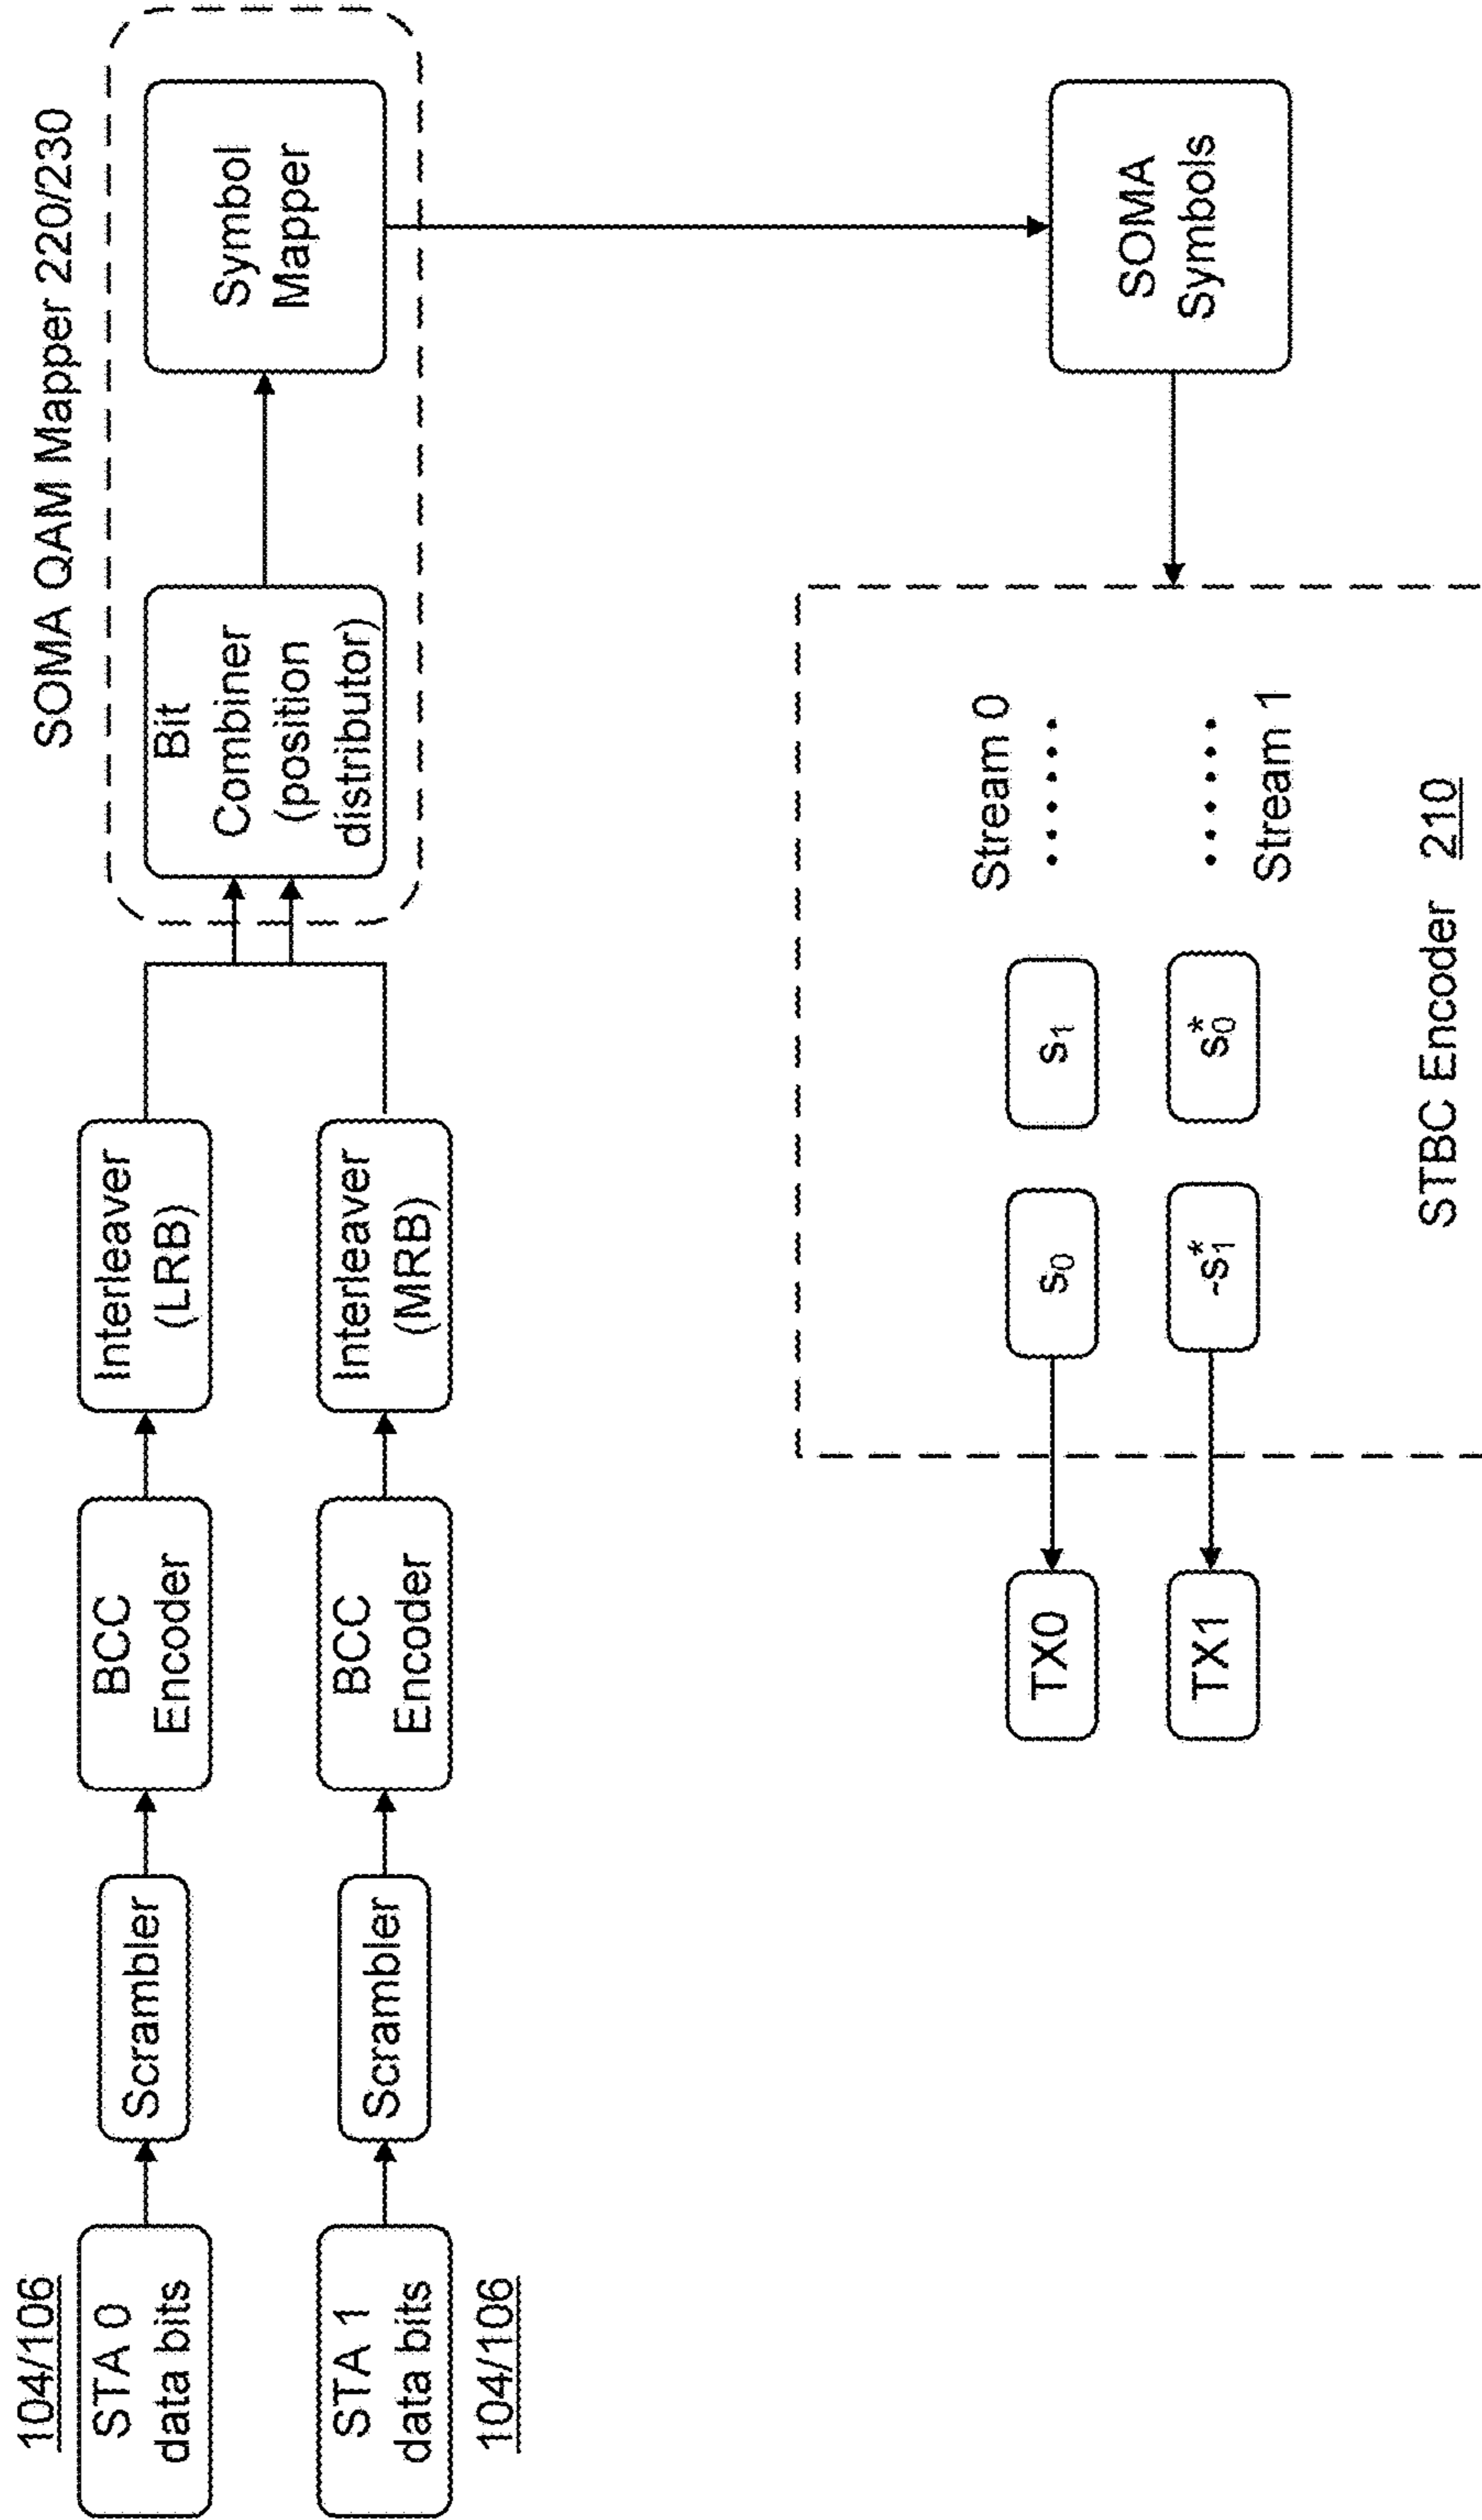 104/106
STA 0
data bits
Scrambler
BCC
Encoder
Interleaver
(LRB)
STA 1
data bits
104/106
Scrambler
BCC
Encoder
Interleaver
(MRB)
SOMA QAM Mapper 220/230
Bit
Combiner
(position
distributor)
Symbol
Mapper
SOMA
Symbols
Stream 0
TX0
s₀
s₁
.....
TX1
-s₁*
s₀*
.....
Stream 1
STBC Encoder 210